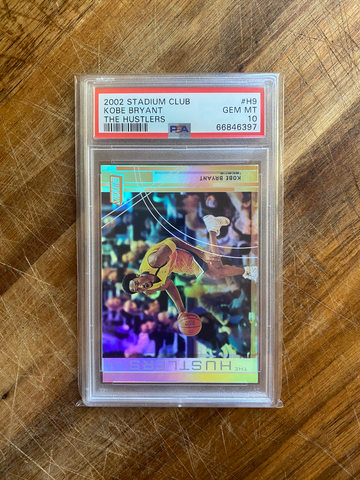 2002 STADIUM CLUB #H9
KOBE BRYANT GEM MT
THE HUSTLERS 10
PSA 66846397
KOBE BRYANT
THE HUSTLERS